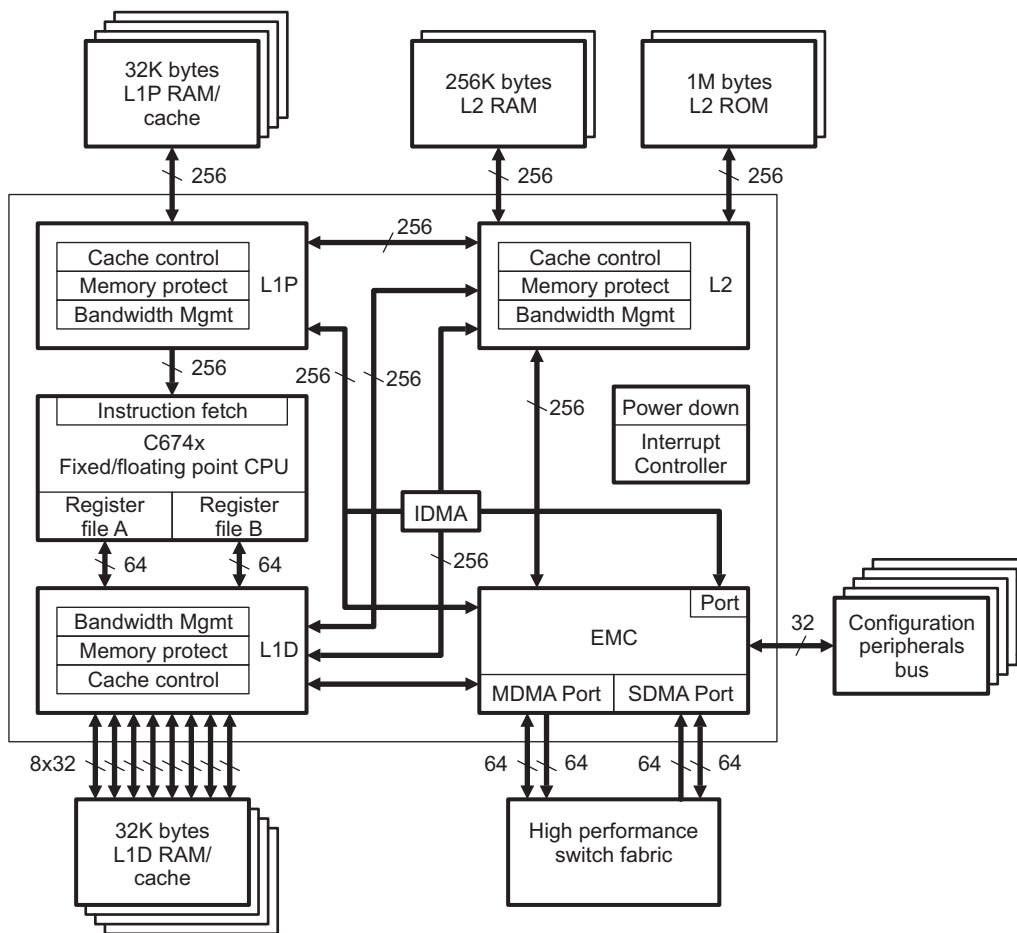 32K bytes
L1P RAM/
cache
256K bytes
L2 RAM
1M bytes
L2 ROM
256
256
256
256
Cache control
Memory protect
Bandwidth Mgmt
L1P
Cache control
Memory protect
Bandwidth Mgmt
L2
256
256
256
256
Instruction fetch
C674x
Fixed/floating point CPU
Register
file A
Register
file B
Power down
Interrupt
Controller
IDMA
256
64
64
Bandwidth Mgmt
Memory protect
Cache control
L1D
Port
EMC
MDMA Port
SDMA Port
32
Configuration
peripherals
bus
8x32
64
64
64
64
32K bytes
L1D RAM/
cache
High performance
switch fabric